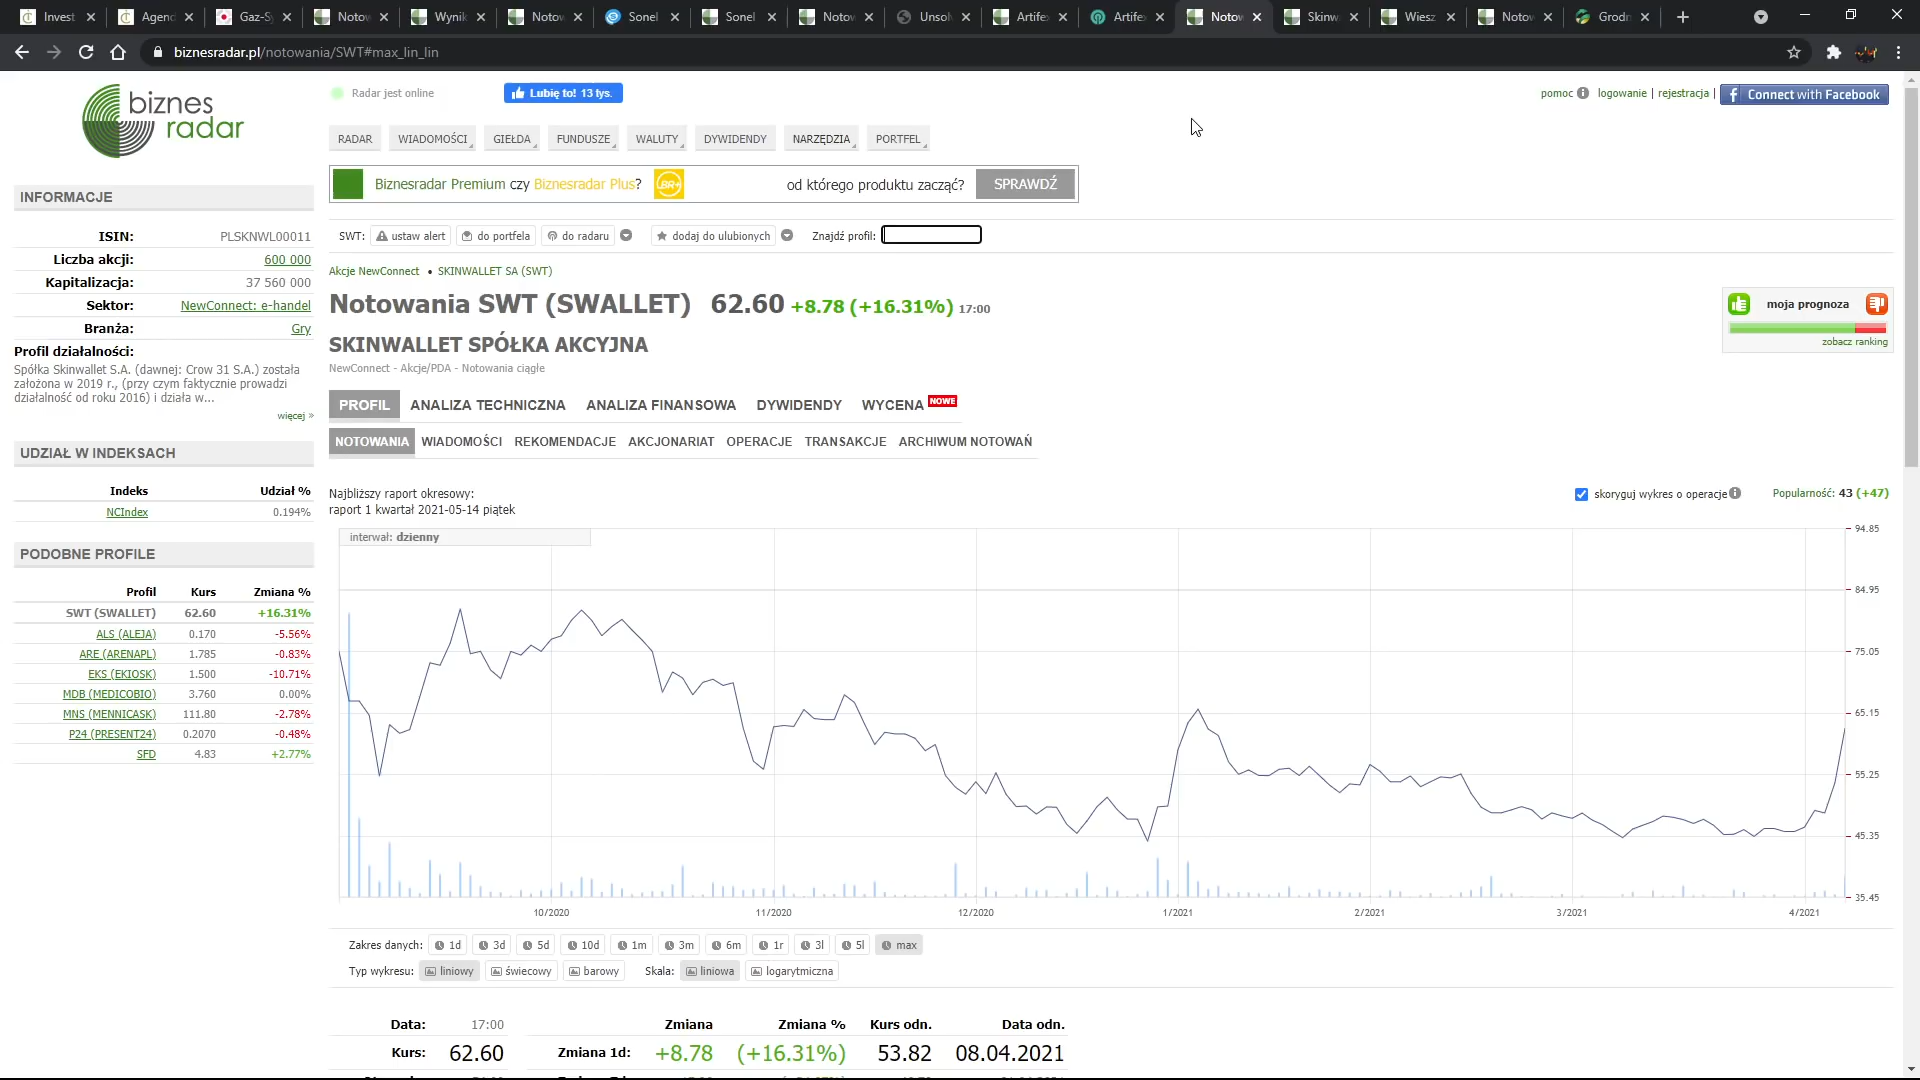 Invest
Agend
Gaz-Sy
Notow
Wynik
Notow
Sonel
Sonel
Notow
Unsol
Artife
Artife
Notow
Skinw
Wiesz
Notow
Grodn
biznesradar.pl/notowania/SWT#max_lin_lin
biznes
radar
Radar jest online
Lubię to! 13 tys.
pomoc
logowanie | rejestracja |
Connect with Facebook
RADAR
WIADOMOŚCI
GIEŁDA
FUNDUSZE
WALUTY
DYWIDENDY
NARZĘDZIA
PORTFEL
Biznesradar Premium czy Biznesradar Plus?
BR+
od którego produktu zacząć?
SPRAWDŹ
SWT:
ustaw alert
do portfela
do radaru
dodaj do ulubionych
Znajdź profil:
INFORMACJE
ISIN: PLSKNWL00011
Liczba akcji: 600 000
Kapitalizacja: 37 560 000
Sektor: NewConnect: e-handel
Branża: Gry
Profil działalności:
Spółka Skinwallet S.A. (dawnej: Crow 31 S.A.) została
założona w 2019 r., (przy czym faktycznie prowadzi
działalność od roku 2016) i działa w...
więcej »
UDZIAŁ W INDEKSACH
Indeks Udział %
NCIndex 0.194%
PODOBNE PROFILE
Profil Kurs Zmiana %
SWT (SWALLET) 62.60 +16.31%
ALS (ALEJA) 0.170 -5.56%
ARE (ARENAPL) 1.785 -0.83%
EKS (EKIOSK) 1.500 -10.71%
MDB (MEDICOBIO) 3.760 0.00%
MNS (MENNICASK) 111.80 -2.78%
P24 (PRESENT24) 0.2070 -0.48%
SFD 4.83 +2.77%
Akcje NewConnect • SKINWALLET SA (SWT)
Notowania SWT (SWALLET) 62.60 +8.78 (+16.31%) 17:00
SKINWALLET SPÓŁKA AKCYJNA
NewConnect - Akcje/PDA - Notowania ciągłe
moja prognoza
zobacz ranking
PROFIL
ANALIZA TECHNICZNA
ANALIZA FINANSOWA
DYWIDENDY
WYCENA NOWE
NOTOWANIA
WIADOMOŚCI
REKOMENDACJE
AKCJONARIAT
OPERACJE
TRANSAKCJE
ARCHIWUM NOTOWAŃ
Najbliższy raport okresowy:
raport 1 kwartał 2021-05-14 piątek
skoryguj wykres o operacje
Popularność: 43 (+47)
interwał: dzienny
94.85
84.95
75.05
65.15
55.25
45.35
35.45
10/2020
11/2020
12/2020
1/2021
2/2021
3/2021
4/2021
Zakres danych: 1d 3d 5d 10d 1m 3m 6m 1r 3l 5l max
Typ wykresu: liniowy świecowy barowy Skala: liniowa logarytmiczna
Data: 17:00
Zmiana Zmiana % Kurs odn. Data odn.
Kurs: 62.60
Zmiana 1d: +8.78 (+16.31%) 53.82 08.04.2021